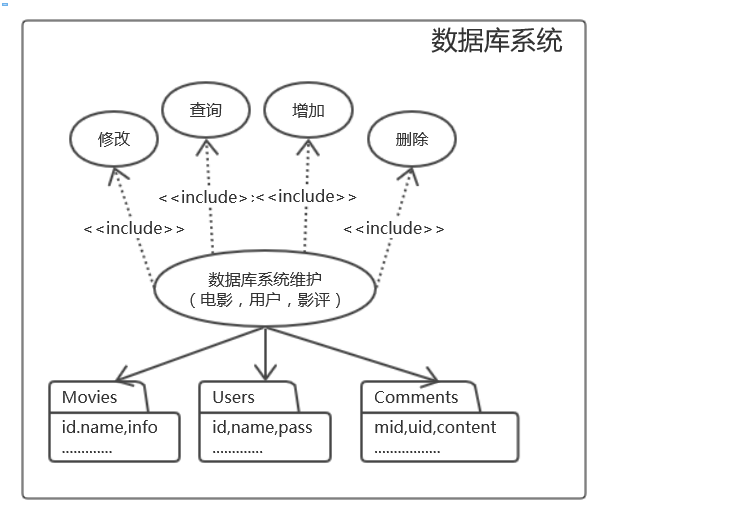 数据库系统
修改
查询
增加
删除
<<include>>
<<include>:
<<include>>
<<include>>
数据库系统维护
（电影，用户，影评）
Movies
id.name,info
.............
Users
id,name,pass
.............
Comments
mid,uid,content
.................